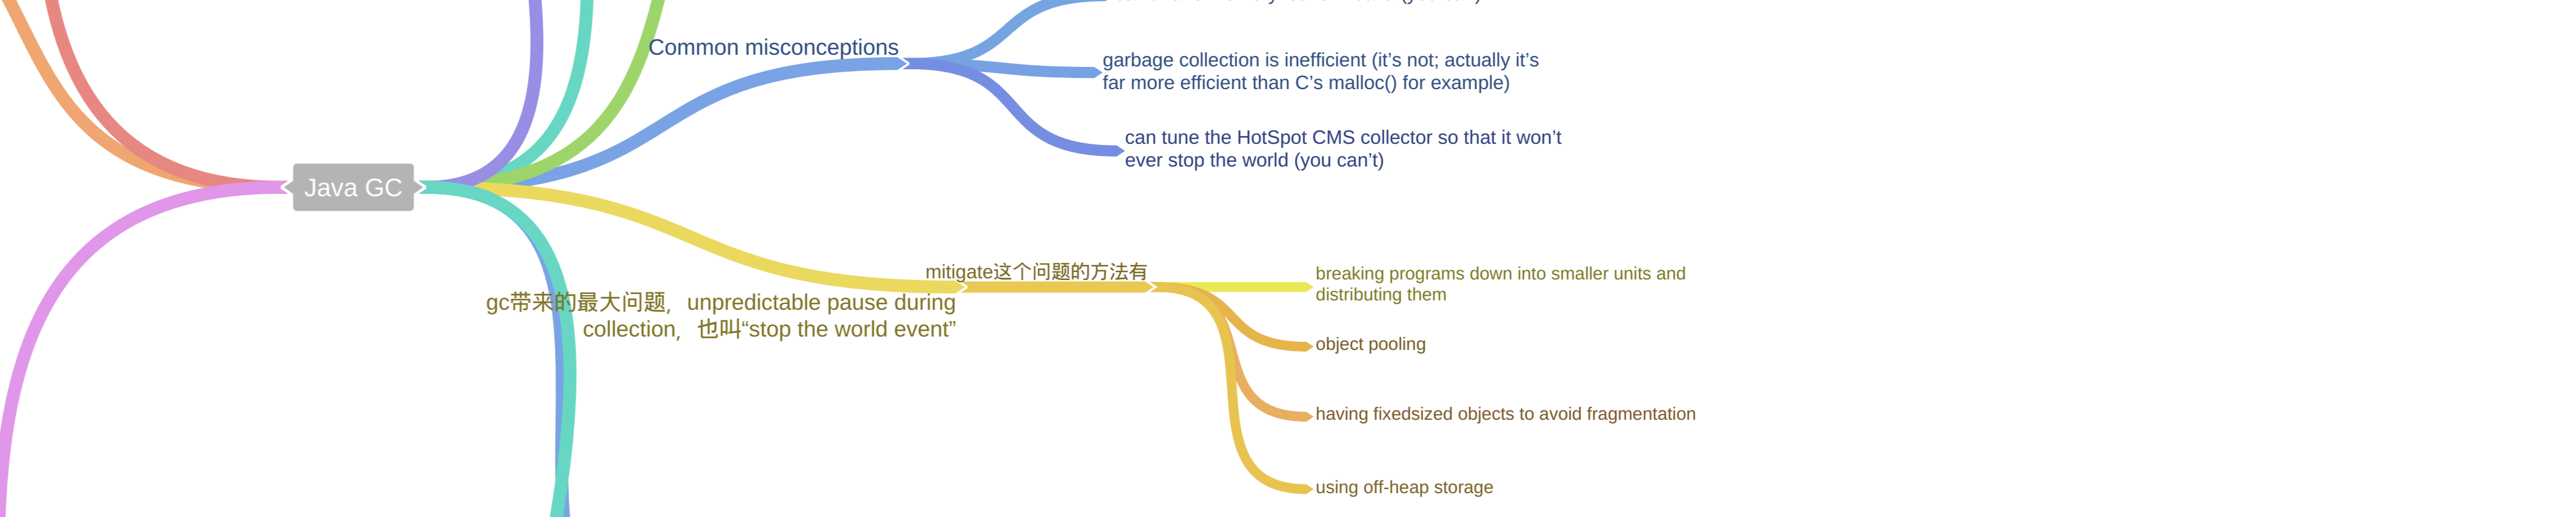 Common misconceptions
garbage collection is inefficient (it’s not; actually it’s
far more efficient than C’s malloc() for example)
can tune the HotSpot CMS collector so that it won’t
ever stop the world (you can’t)
Java GC
mitigate这个问题的方法有
gc带来的最大问题，unpredictable pause during
collection，也叫“stop the world event”
breaking programs down into smaller units and
distributing them
object pooling
having fixedsized objects to avoid fragmentation
using off-heap storage